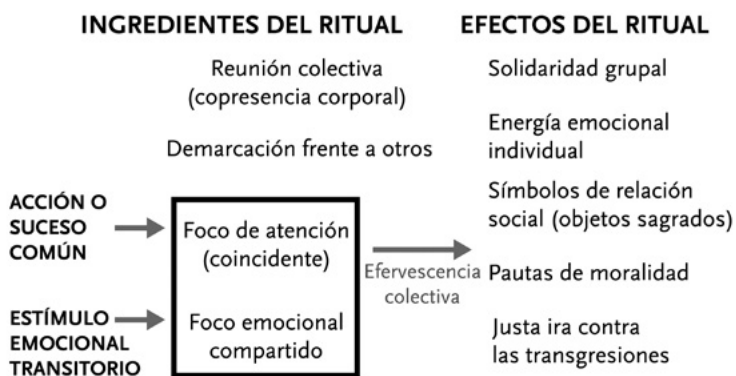 INGREDIENTES DEL RITUAL
EFECTOS DEL RITUAL
Reunión colectiva
(copresencia corporal)
Demarcación frente a otros
ACCIÓN O
SUCESO
COMÚN
ESTÍMULO
EMOCIONAL
TRANSITORIO
Foco de atención
(coincidente)
Foco emocional
compartido
Efervescencia
colectiva
Solidaridad grupal
Energía emocional
individual
Símbolos de relación
social (objetos sagrados)
Pautas de moralidad
Justa ira contra
las transgresiones